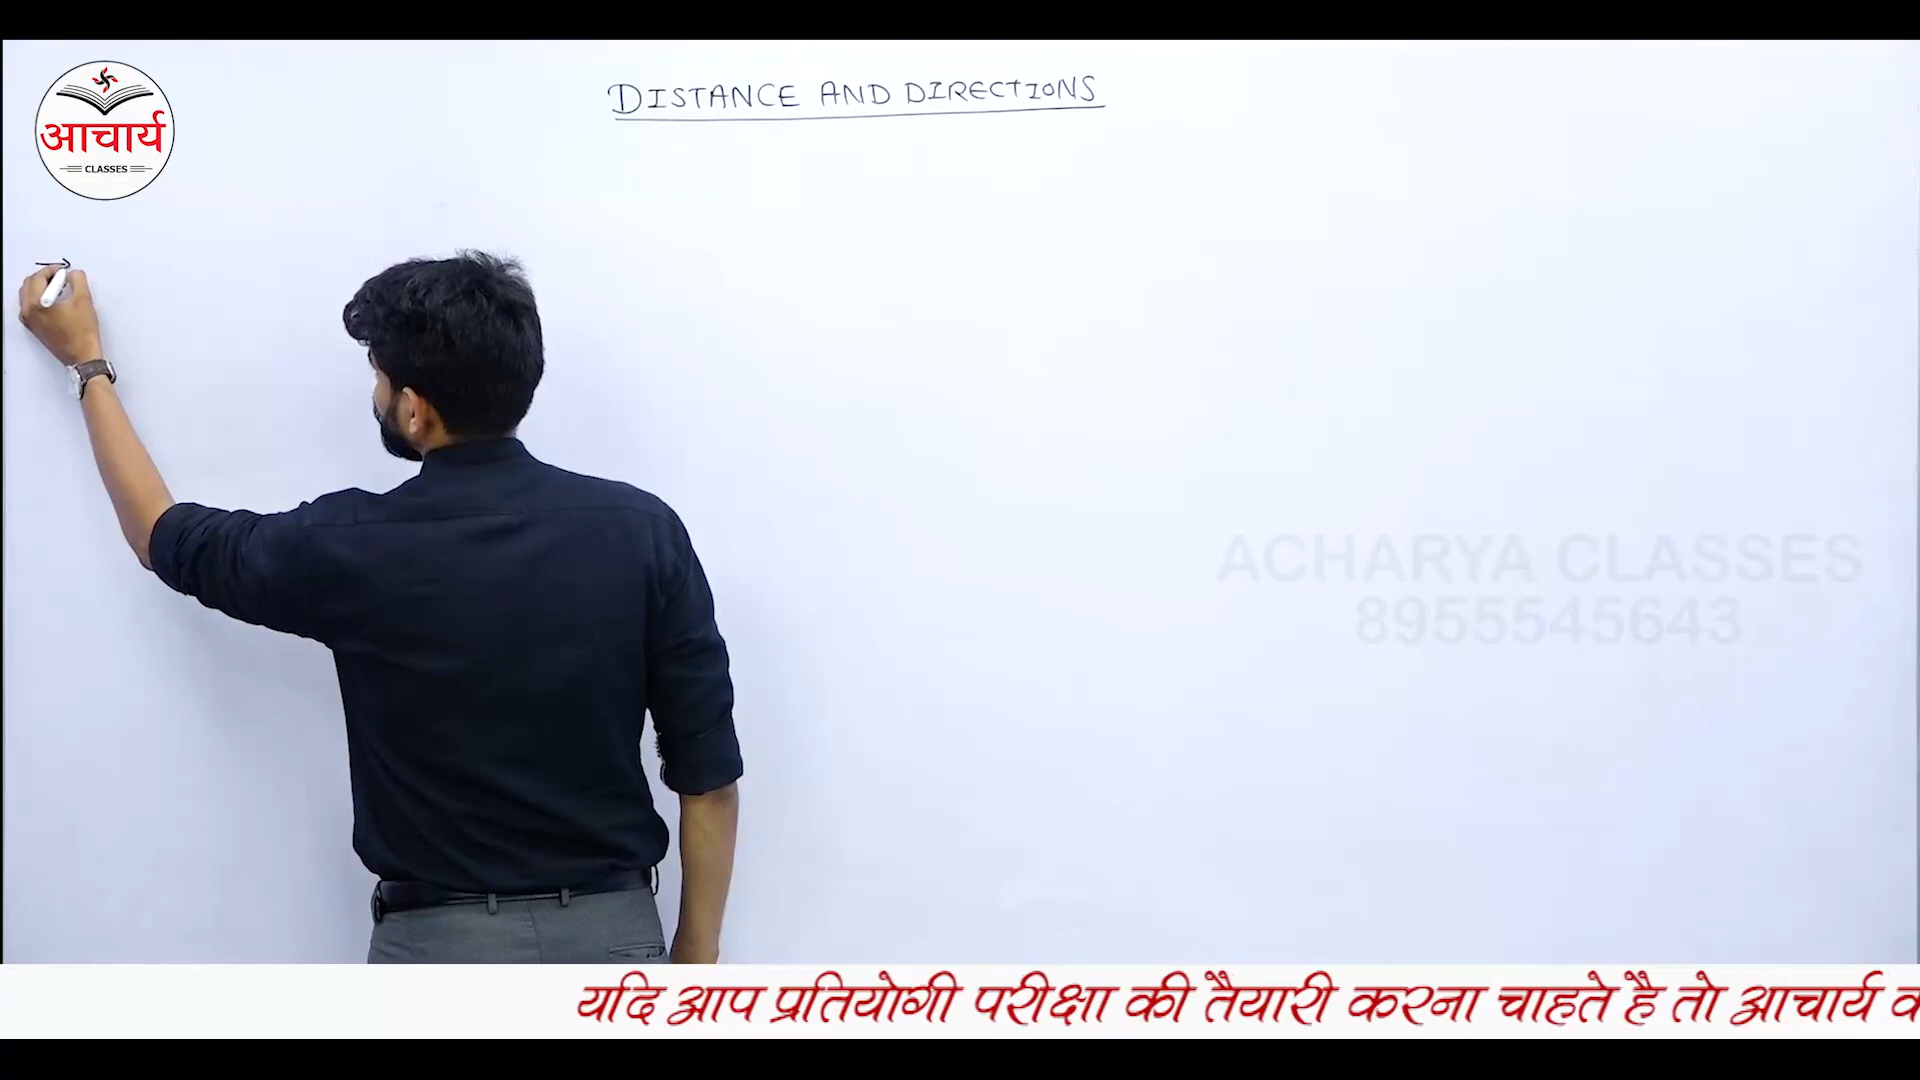 DISTANCE AND DIRECTIONS
आचार्य
CLASSES
ACHARYA CLASSES
8955545643
यदि आप प्रतियोगी परीक्षा की तैयारी करना चाहते है तो आचार्य क